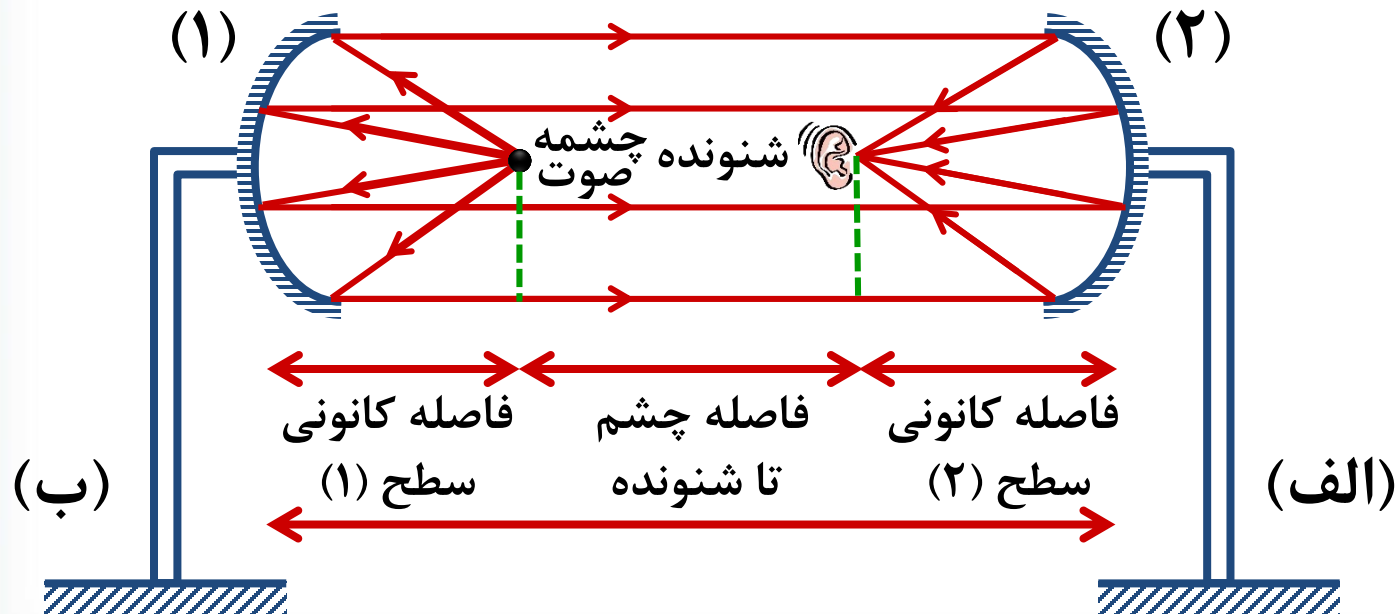 (۱)
(۲)
چشمه
صوت
شنونده
فاصله کانونی
سطح (۲)
فاصله چشم
تا شنونده
فاصله کانونی
سطح (۱)
(الف)
(ب)